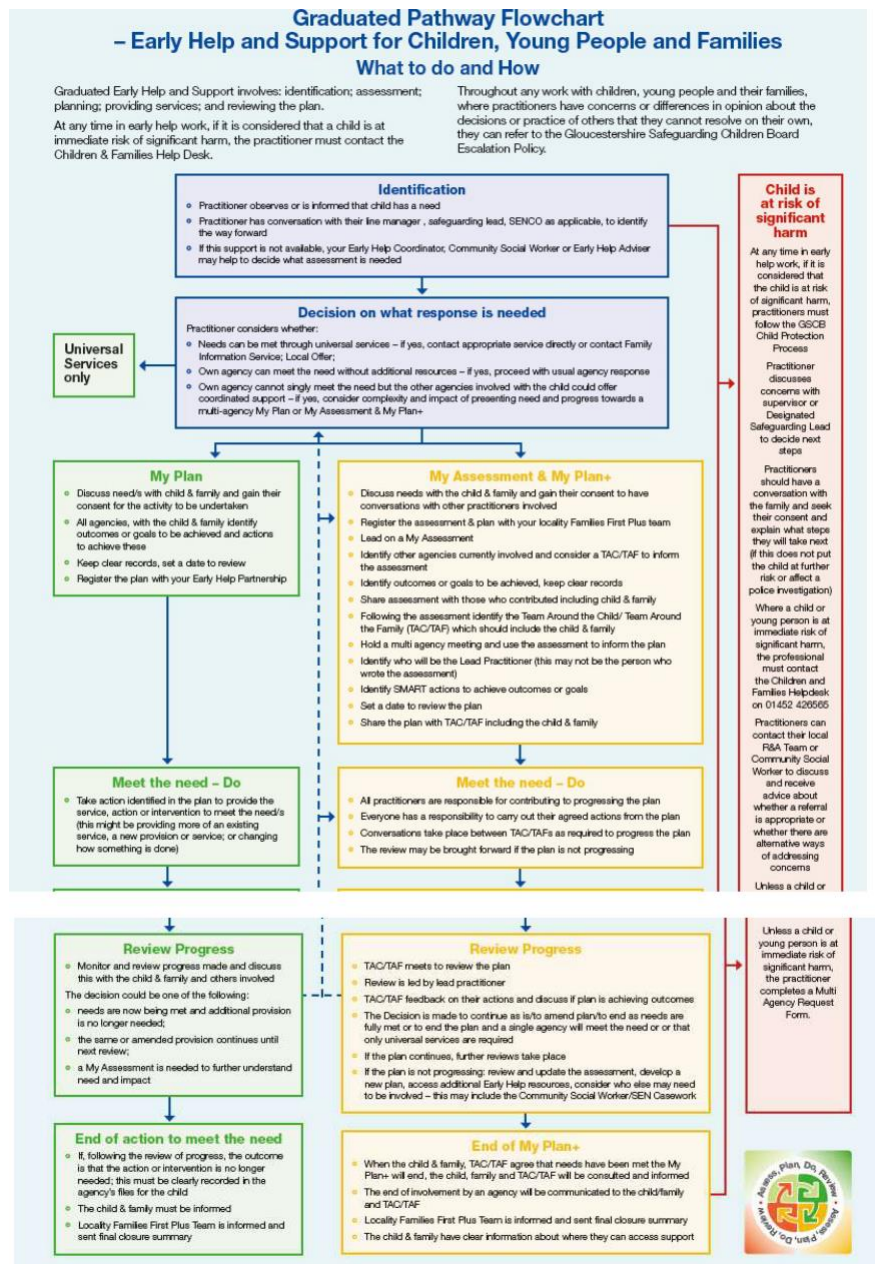 Graduated Pathway Flowchart
– Early Help and Support for Children, Young People and Families
What to do and How
Graduated Early Help and Support involves: identification; assessment;
planning; providing services; and reviewing the plan.
At any time in early help work, if it is considered that a child is at
immediate risk of significant harm, the practitioner must contact the
Children & Families Help Desk.
Throughout any work with children, young people and their families,
where practitioners have concerns or differences in opinion about the
decisions or practice of others that they cannot resolve on their own,
they can refer to the Gloucestershire Safeguarding Children Board
Escalation Policy.
Identification
Practitioner observes or is informed that child has a need
Practitioner has conversation with their line manager , safeguarding lead, SENCO as applicable, to identify
the way forward
If this support is not available, your Early Help Coordinator, Community Social Worker or Early Help Adviser
may help to decide what assessment is needed
Decision on what response is needed
Practitioner considers whether:
Needs can be met through universal services – if yes, contact appropriate service directly or contact Family
Information Service; Local Offer;
Own agency can meet the need without additional resources – if yes, proceed with usual agency response
Own agency cannot singly meet the need but the other agencies involved with the child could offer
coordinated support – if yes, consider complexity and impact of presenting need and progress towards a
multi-agency My Plan or My Assessment & My Plan+
Universal
Services
only
My Plan
Discuss need/s with child & family and gain their
consent for the activity to be undertaken
All agencies, with the child & family identify
outcomes or goals to be achieved and actions
to achieve these
Keep clear records, set a date to review
Register the plan with your Early Help Partnership
My Assessment & My Plan+
Discuss needs with the child & family and gain their consent to have
conversations with other practitioners involved
Register the assessment & plan with your locality Families First Plus team
Lead on a My Assessment
Identify other agencies currently involved and consider a TAC/TAF to inform
the assessment
Identify outcomes or goals to be achieved, keep clear records
Share assessment with those who contributed including child & family
Following the assessment identify the Team Around the Child/ Team Around
the Family (TAC/TAF) which should include the child & family
Hold a multi agency meeting and use the assessment to inform the plan
Identify who will be the Lead Practitioner (this may not be the person who
wrote the assessment)
Identify SMART actions to achieve outcomes or goals
Set a date to review the plan
Share the plan with TAC/TAF including the child & family
Meet the need – Do
Take action identified in the plan to provide the
service, action or intervention to meet the need/s
(this might be providing more of an existing
service, a new provision or service; or changing
how something is done)
Meet the need – Do
All practitioners are responsible for contributing to progressing the plan
Everyone has a responsibility to carry out their agreed actions from the plan
Conversations take place between TAC/TAFs as required to progress the plan
The review may be brought forward if the plan is not progressing
Child is
at risk of
significant
harm
At any time in early
help work, if it is
considered that
the child is at risk
of significant harm,
practitioners must
follow the GSCB
Child Protection
Process
Practitioner
discusses
concerns with
supervisor or
Designated
Safeguarding Lead
to decide next
steps
Practitioners
should have a
conversation with
the family and seek
their consent and
explain what steps
they will take next
(if this does not put
the child at further
risk or affect a
police investigation)
Where a child or
young person is at
immediate risk of
significant harm,
the professional
must contact
the Children and
Families Helpdesk
on 01452 426565
Practitioners can
contact their local
R&A Team or
Community Social
Worker to discuss
and receive
advice about
whether a referral
is appropriate or
whether there are
alternative ways
of addressing
concerns
Unless a child or
Review Progress
Monitor and review progress made and discuss
this with the child & family and others involved
The decision could be one of the following:
needs are now being met and additional provision
is no longer needed;
the same or amended provision continues until
next review;
a My Assessment is needed to further understand
need and impact
Review Progress
TAC/TAF meets to review the plan
Review is led by lead practitioner
TAC/TAF feedback on their actions and discuss if plan is achieving outcomes
The Decision is made to continue as is/to amend plan/to end as needs are
fully met or to end the plan and a single agency will meet the need or or that
only universal services are required
If the plan continues, further reviews take place
If the plan is not progressing: review and update the assessment, develop a
new plan, access additional Early Help resources, consider who else may need
to be involved – this may include the Community Social Worker/SEN Casework
Unless a child or
young person is at
immediate risk of
significant harm,
the practitioner
completes a Multi
Agency Request
Form.
End of action to meet the need
If, following the review of progress, the outcome
is that the action or intervention is no longer
needed; this must be clearly recorded in the
agency's files for the child
The child & family must be informed
Locality Families First Plus Team is informed and
sent final closure summary
End of My Plan+
When the child & family, TAC/TAF agree that needs have been met the My
Plan+ will end, the child, family and TAC/TAF will be consulted and informed
The end of involvement by an agency will be communicated to the child/family
and TAC/TAF
Locality Families First Plus Team is informed and sent final closure summary
The child & family have clear information about where they can access support
Assess, Plan, Do, Review • Assess, Plan, Do, Review •